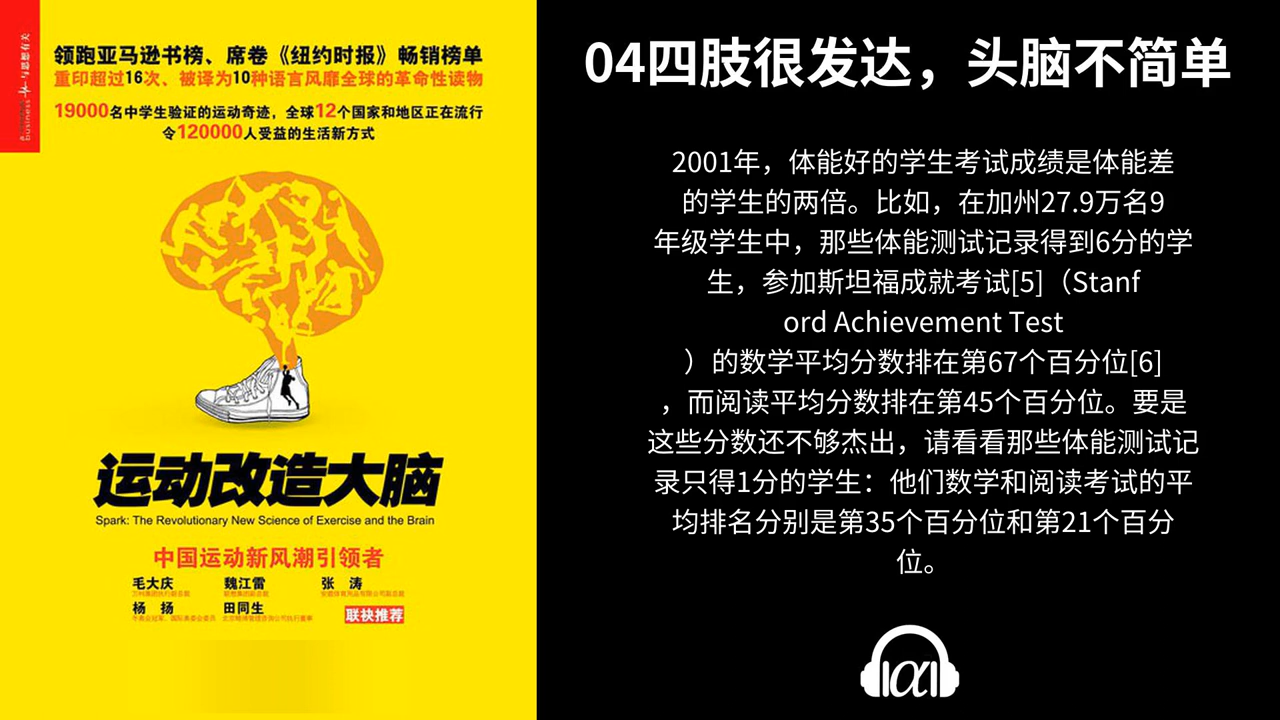 与思想有关
business
领跑亚马逊书榜、席卷《纽约时报》畅销榜单
重印超过16次、被译为10种语言风靡全球的革命性读物
19000名中学生验证的运动奇迹，全球12个国家和地区正在流行
令120000人受益的生活新方式
运动改造大脑
Spark: The Revolutionary New Science of Exercise and the Brain
中国运动新风潮引领者
毛大庆 魏江雷 张 涛
杨 扬 田同生 联袂推荐
04四肢很发达，头脑不简单
2001年，体能好的学生考试成绩是体能差
的学生的两倍。比如，在加州27.9万名9
年级学生中，那些体能测试记录得到6分的学
生，参加斯坦福成就考试[5]（Stanf
ord Achievement Test
）的数学平均分数排在第67个百分位[6]
，而阅读平均分数排在第45个百分位。要是
这些分数还不够杰出，请看看那些体能测试记
录只得1分的学生：他们数学和阅读考试的平
均排名分别是第35个百分位和第21个百分
位。